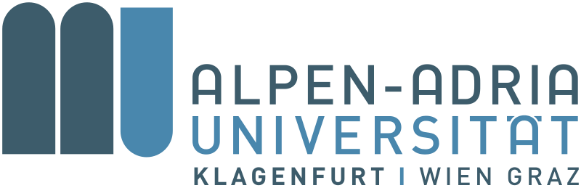 ALPEN-ADRIA
UNIVERSITÄT
KLAGENFURT | WIEN GRAZ